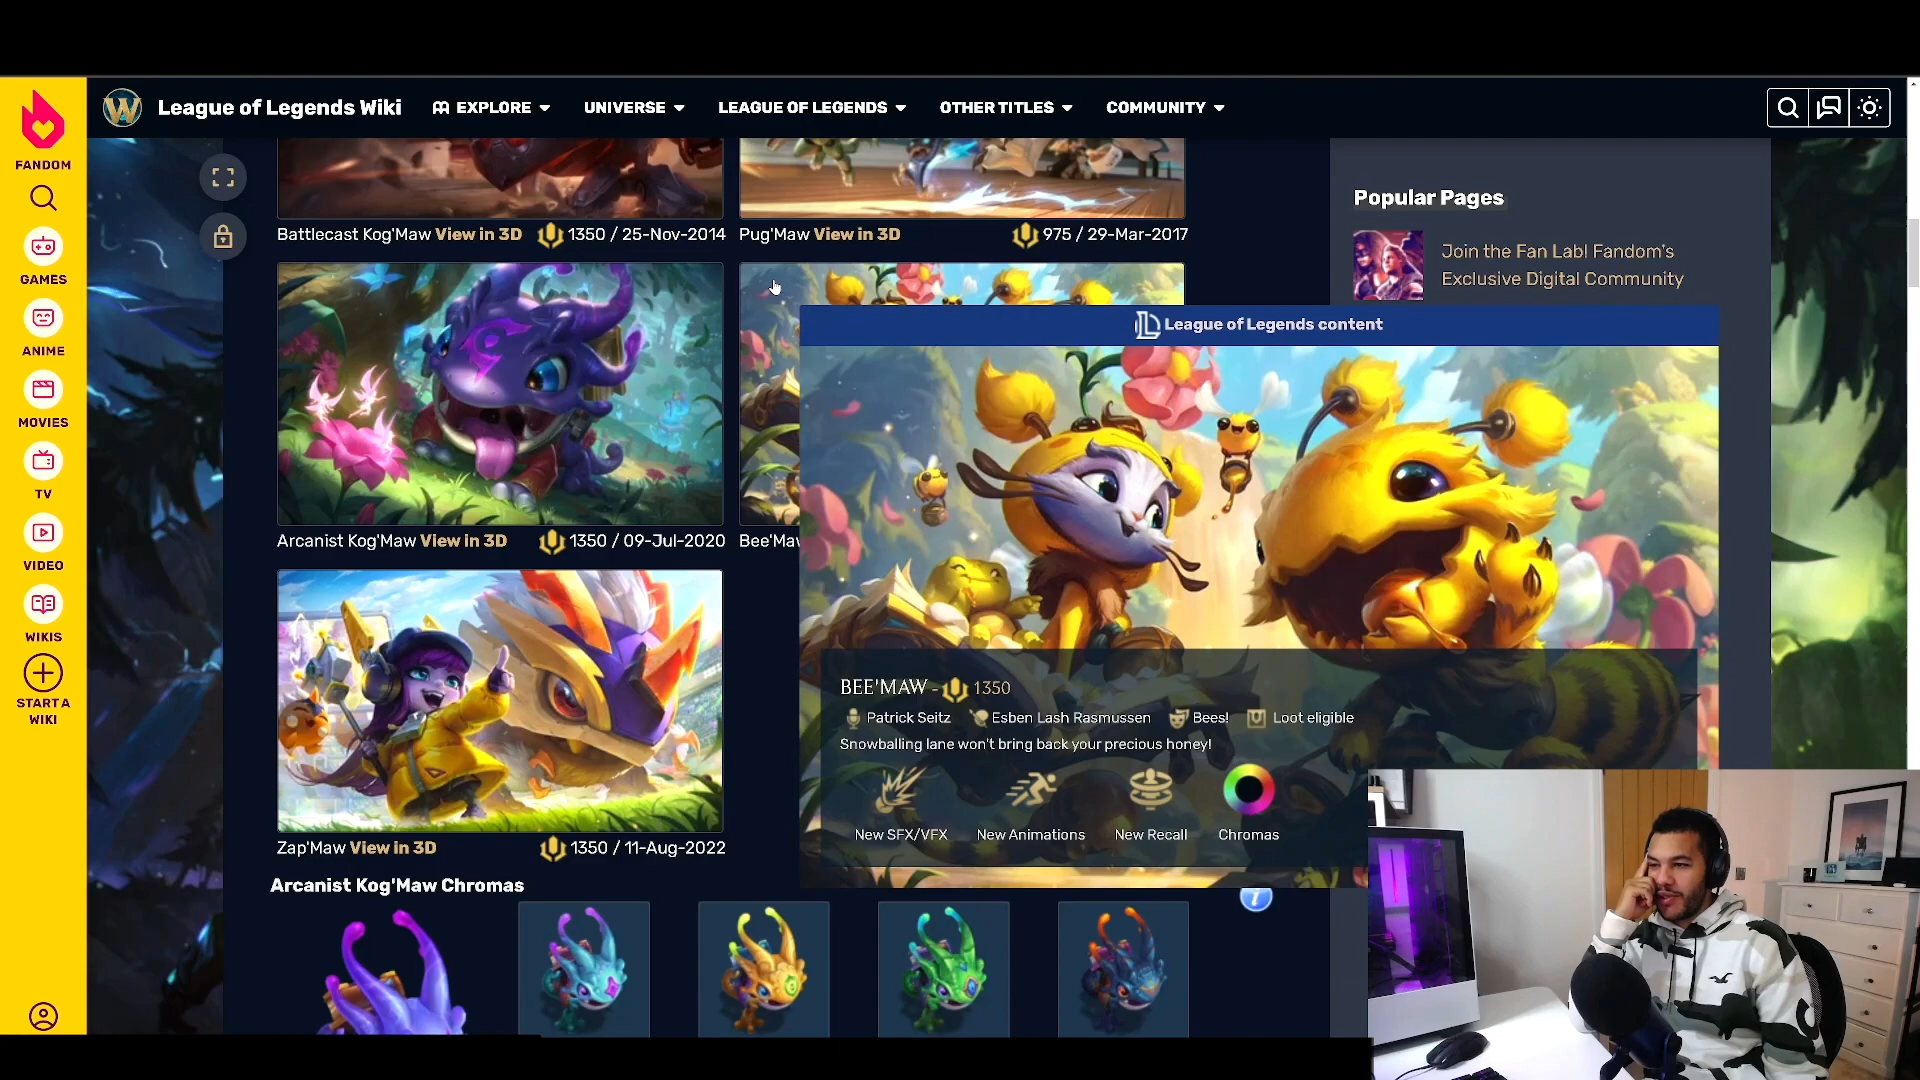 FANDOM
GAMES
ANIME
MOVIES
TV
VIDEO
WIKIS
START A
WIKI
League of Legends Wiki
EXPLORE
UNIVERSE
LEAGUE OF LEGENDS
OTHER TITLES
COMMUNITY
Battlecast Kog'Maw View in 3D 1350 / 25-Nov-2014
Pug'Maw View in 3D 975 / 29-Mar-2017
Arcanist Kog'Maw View in 3D 1350 / 09-Jul-2020
Bee'Maw
Zap'Maw View in 3D 1350 / 11-Aug-2022
Arcanist Kog'Maw Chromas
League of Legends content
BEE'MAW - 1350
Patrick Seitz Esben Lash Rasmussen Bees! Loot eligible
Snowballing lane won't bring back your precious honey!
New SFX/VFX New Animations New Recall Chromas
Popular Pages
Join the Fan Lab! Fandom's
Exclusive Digital Community